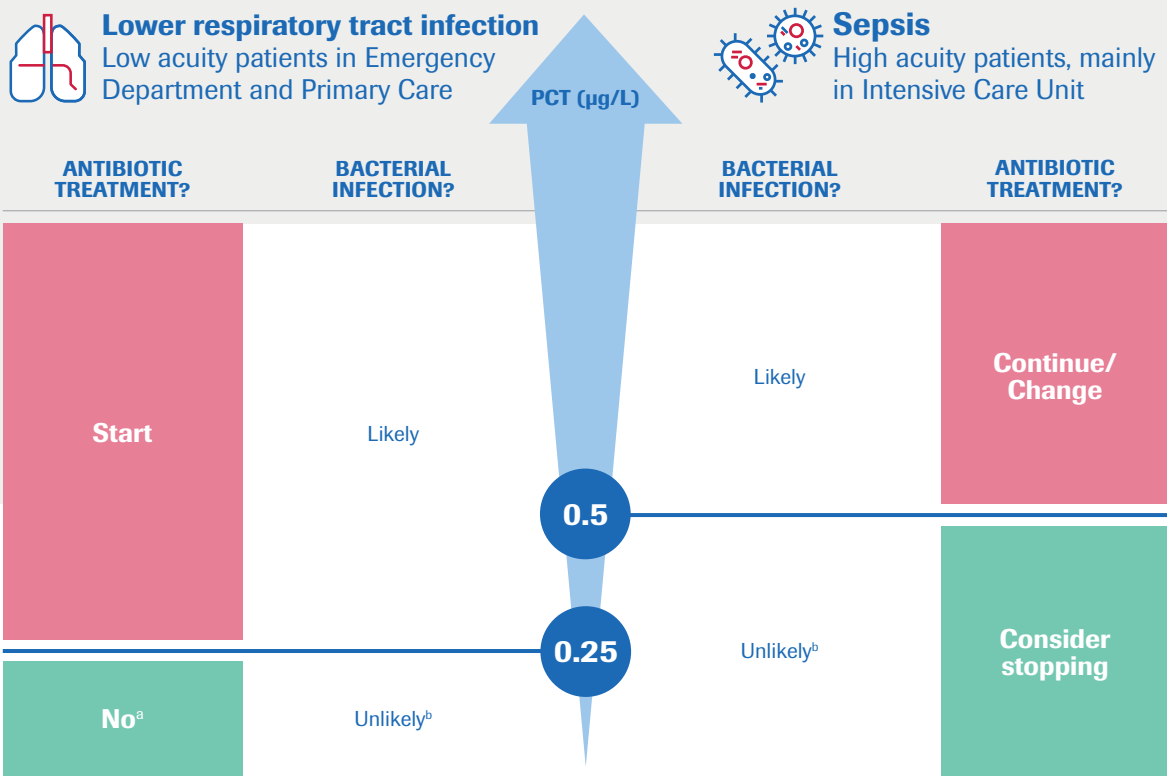 Lower respiratory tract infection
Low acuity patients in Emergency
Department and Primary Care
PCT (µg/L)
Sepsis
High acuity patients, mainly
in Intensive Care Unit
ANTIBIOTIC
TREATMENT?
BACTERIAL
INFECTION?
BACTERIAL
INFECTION?
ANTIBIOTIC
TREATMENT?
Start
Likely
Likely
Continue/
Change
0.5
0.25
Unlikelyᵇ
Consider
stopping
Noᵃ
Unlikelyᵇ